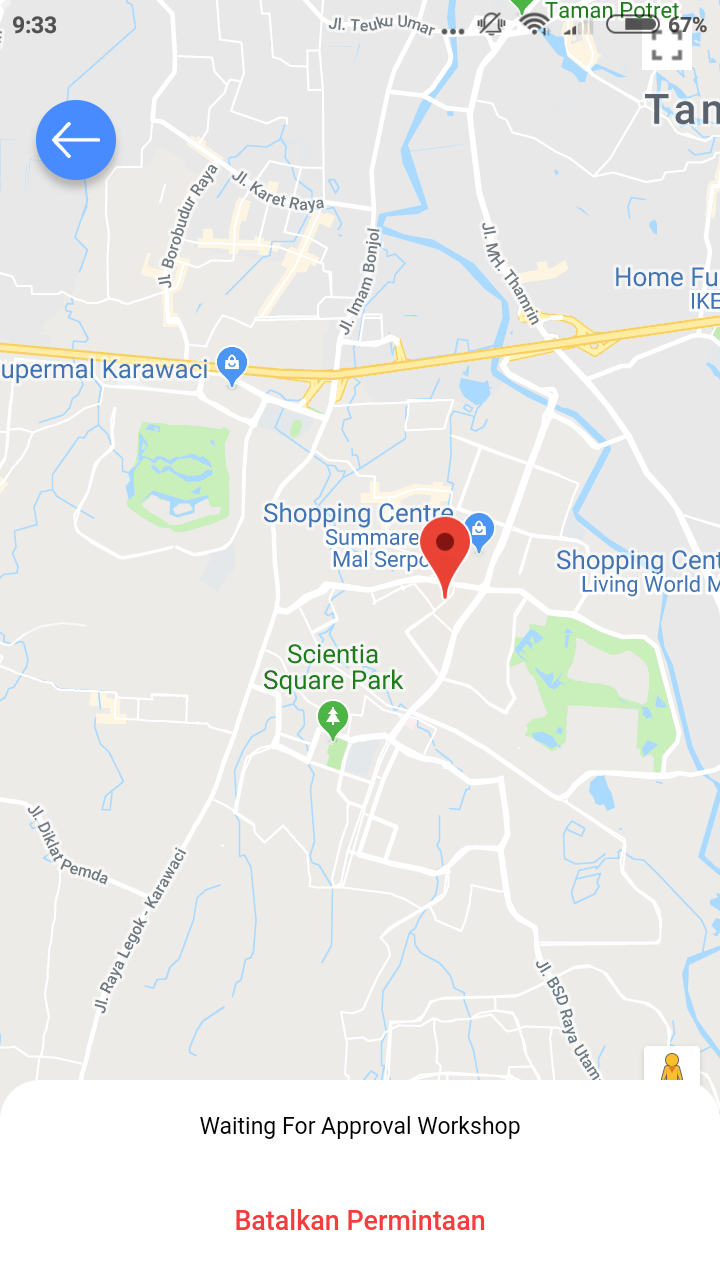 9:33
67%
Taman Potret
Jl. Teuku Umar
Tan
Jl. Karet Raya
Jl. Borobudur Raya
Jl. Imam Bonjol
Jl. MH. Thamrin
Home Fu
IKE
upermal Karawaci
Shopping Centre
Summare
Mal Serpo
Shopping Cent
Living World M
Scientia
Square Park
Jl. Diklat Pemda
Jl. Raya Legok - Karawaci
Jl. BSD Raya Utama
Waiting For Approval Workshop
Batalkan Permintaan